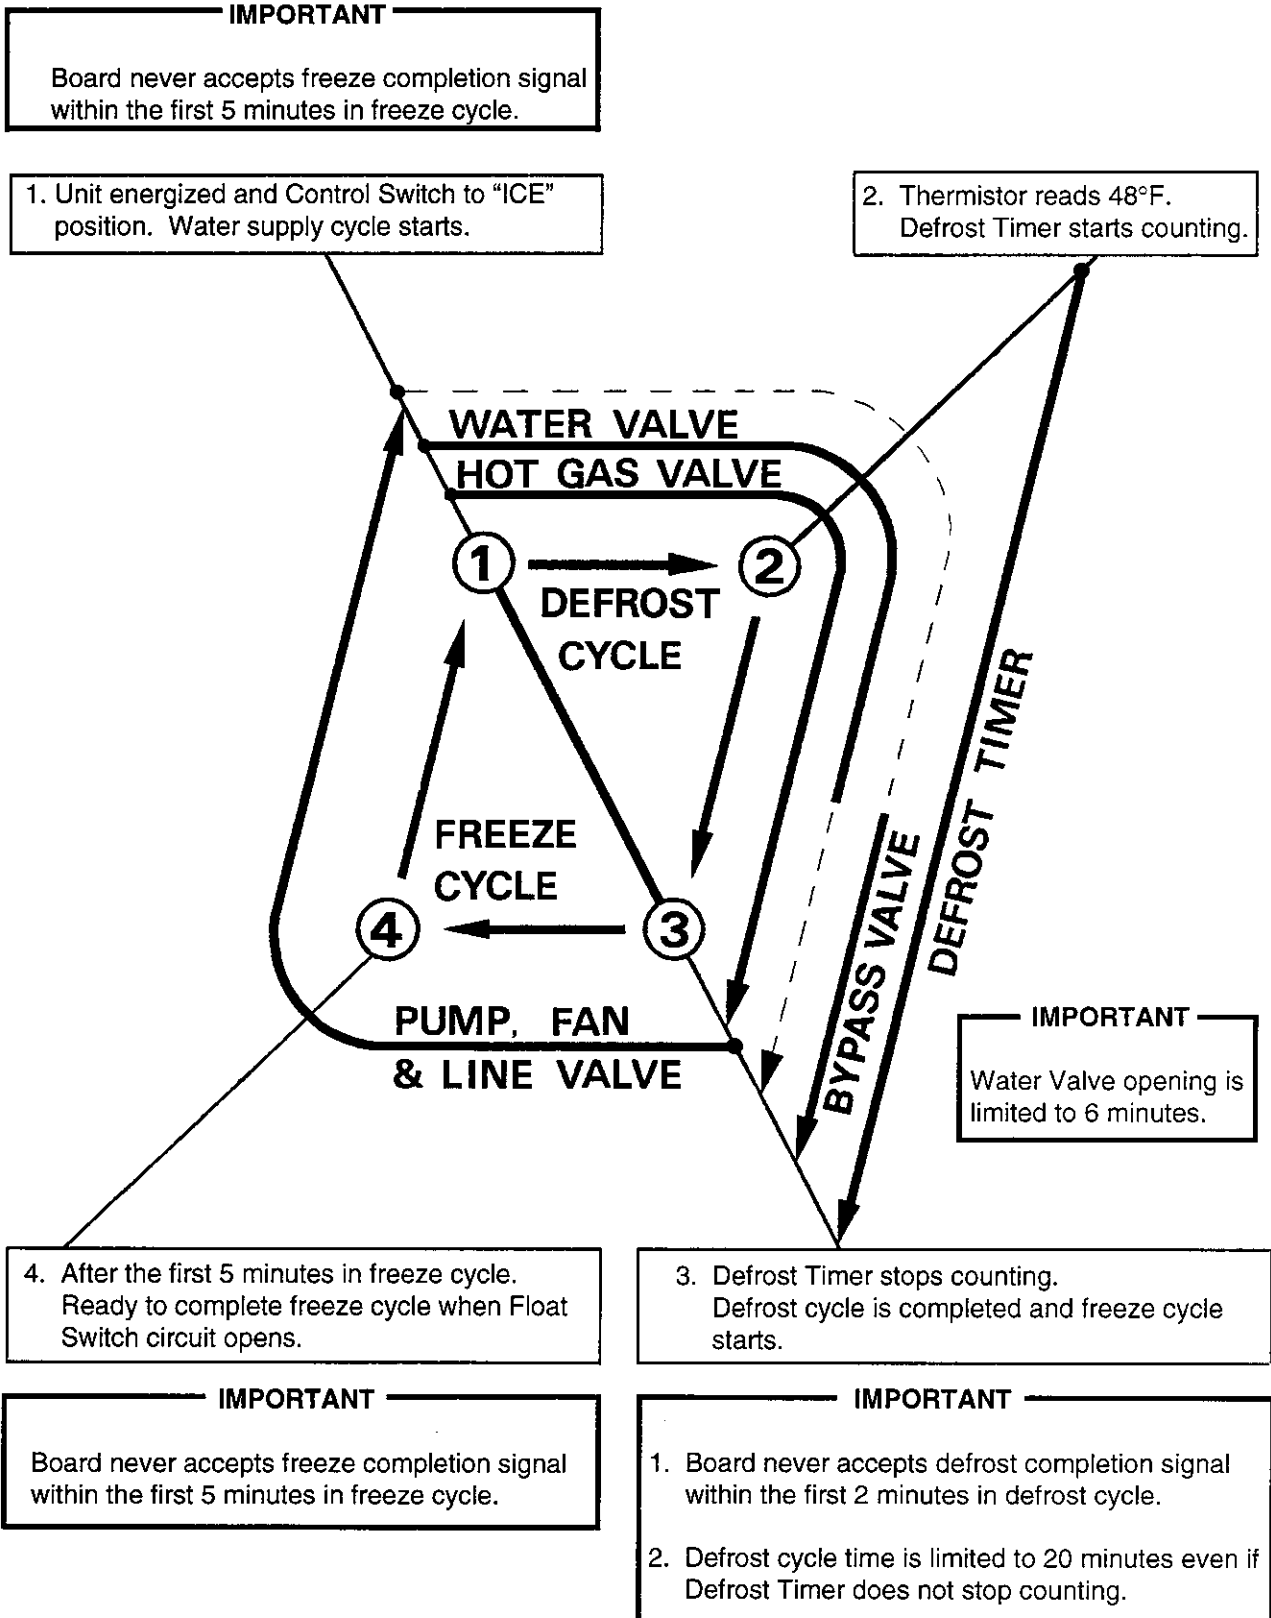 IMPORTANT
Board never accepts freeze completion signal
within the first 5 minutes in freeze cycle.
1. Unit energized and Control Switch to “ICE”
position. Water supply cycle starts.
2. Thermistor reads 48°F.
Defrost Timer starts counting.
WATER VALVE
HOT GAS VALVE
1
2
DEFROST
CYCLE
FREEZE
CYCLE
4
3
PUMP, FAN
& LINE VALVE
BYPASS VALVE
DEFROST TIMER
IMPORTANT
Water Valve opening is
limited to 6 minutes.
4. After the first 5 minutes in freeze cycle.
Ready to complete freeze cycle when Float
Switch circuit opens.
3. Defrost Timer stops counting.
Defrost cycle is completed and freeze cycle
starts.
IMPORTANT
Board never accepts freeze completion signal
within the first 5 minutes in freeze cycle.
IMPORTANT
1. Board never accepts defrost completion signal
within the first 2 minutes in defrost cycle.
2. Defrost cycle time is limited to 20 minutes even if
Defrost Timer does not stop counting.